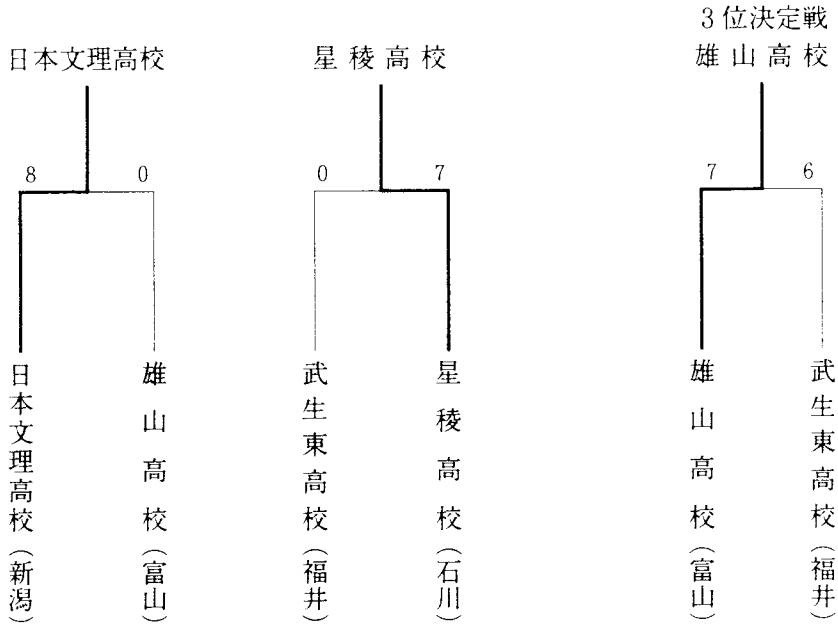 3位決定戦
日本文理高校
星稜高校
雄山高校
8
0
0
7
7
6
日本文理高校(新潟)
雄山高校(富山)
武生東高校(福井)
星稜高校(石川)
雄山高校(富山)
武生東高校(福井)